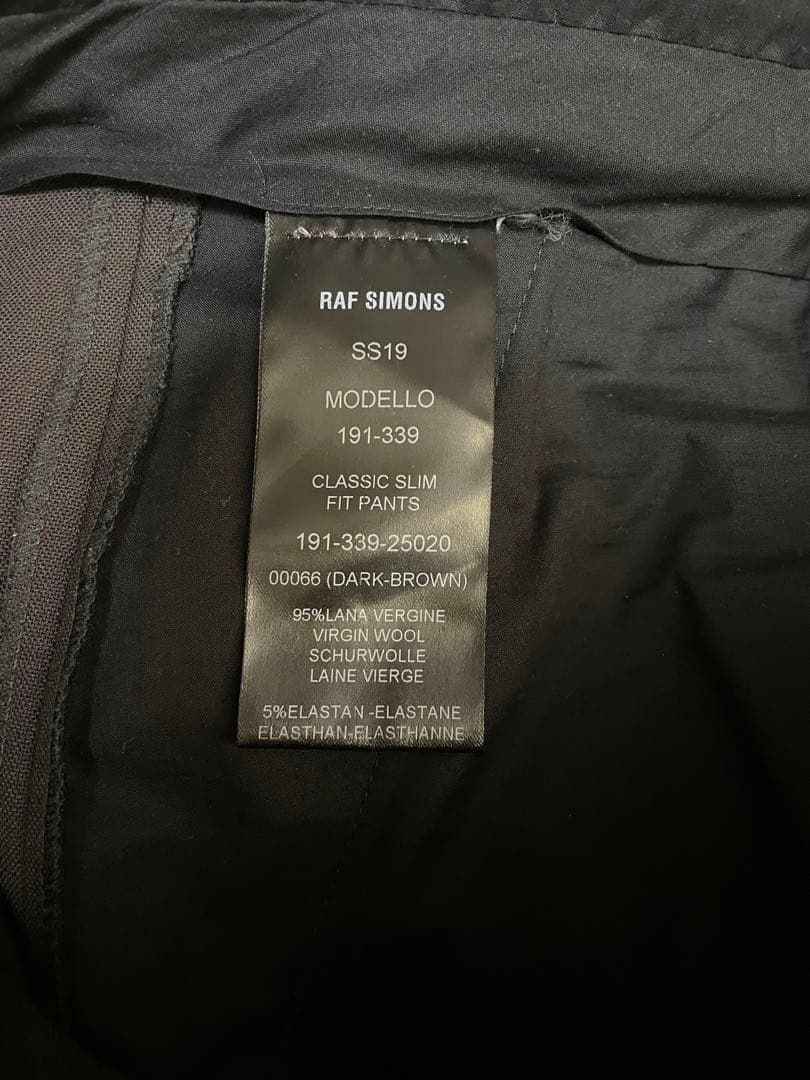 RAF SIMONS
SS19
MODELLO
191-339
CLASSIC SLIM
FIT PANTS
191-339-25020
00066 (DARK-BROWN)
95%LANA VERGINE
VIRGIN WOOL
SCHURWOLLE
LAINE VIERGE
5%ELASTAN -ELASTANE
ELASTHAN-ELASTHANNE